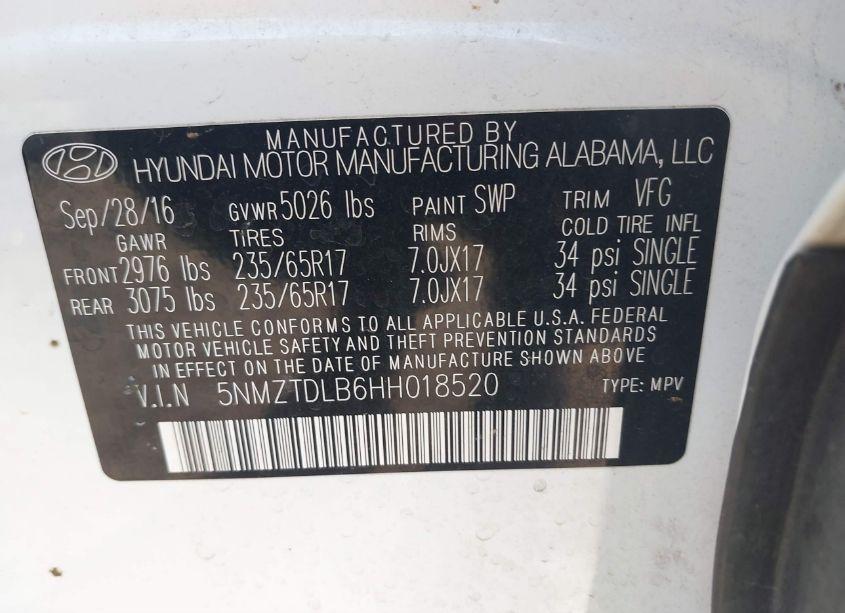 MANUFACTURED BY
HYUNDAI MOTOR MANUFACTURING ALABAMA, LLC
Sep/28/16 GVWR 5026 lbs PAINT SWP TRIM VFG
GAWR TIRES RIMS COLD TIRE INFL
FRONT 2976 lbs 235/65R17 7.0JX17 34 psi SINGLE
REAR 3075 lbs 235/65R17 7.0JX17 34 psi SINGLE
THIS VEHICLE CONFORMS TO ALL APPLICABLE U.S.A. FEDERAL
MOTOR VEHICLE SAFETY AND THEFT PREVENTION STANDARDS
IN EFFECT ON THE DATE OF MANUFACTURE SHOWN ABOVE.
V.I.N 5NMZTDLB6HH018520 TYPE: MPV